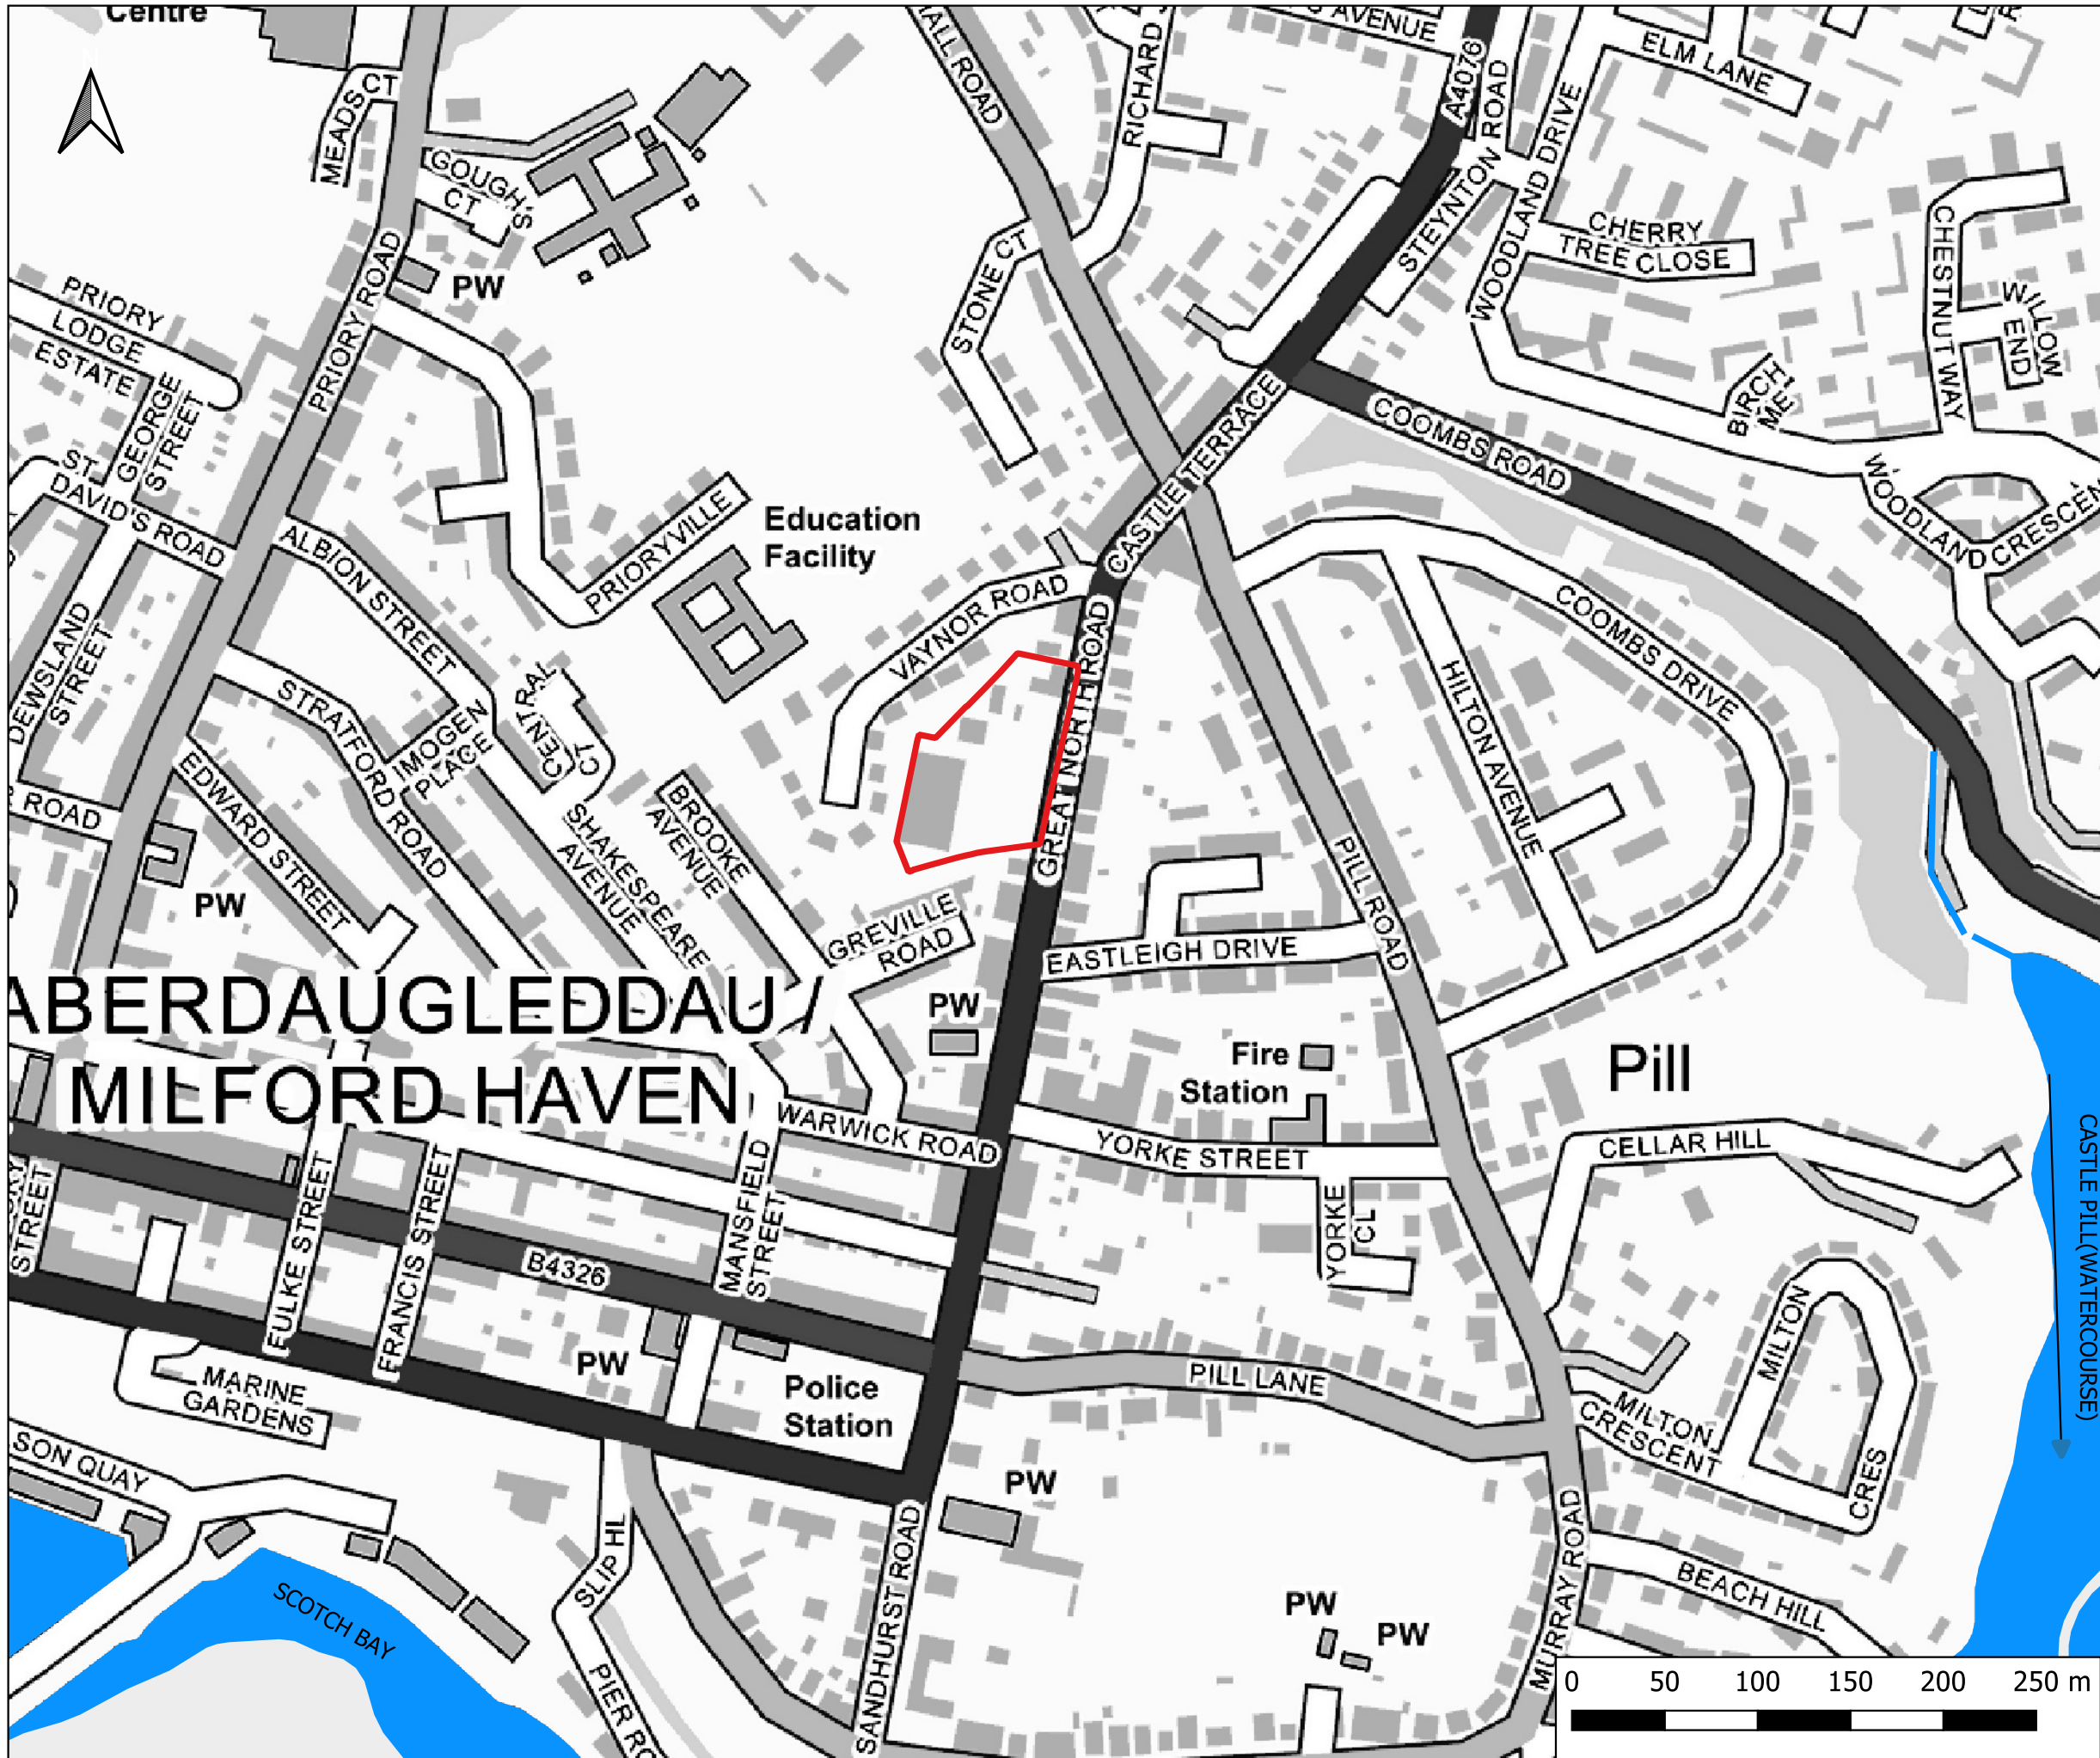 Centre
HALL ROAD
RICHARD
AVENUE
A4076
STEYNTON ROAD
WOODLAND DRIVE
ELM LANE
MEADS CT
GOUGH'S
CT
PW
PRIORY
LODGE
ESTATE
PRIORY ROAD
GEORGE
STREET
STONE CT
CHERRY
TREE CLOSE
CHESTNUT WAY
WILLOW
END
BIRCH
CASTLE TERRACE
COOMBS ROAD
WOODLAND CRESCEN
ST
DAVID'S ROAD
ALBION STREET
PRIORYVILLE
Education
Facility
VAYNOR ROAD
GREAT NORTH ROAD
COOMBS DRIVE
HILTON AVENUE
DEWSLAND
STREET
STRATFORD ROAD
IMOGEN
PLACE
CENTRAL
CT
EDWARD STREET
SHAKESPEARE
AVENUE
BROOKE
AVENUE
PILL ROAD
ROAD
PW
GREVILLE
ROAD
EASTLEIGH DRIVE
ABERDAUGLEDDAU /
MILFORD HAVEN
PW
Fire
Station
Pill
WARWICK ROAD
YORKE STREET
YORKE
CL
CELLAR HILL
CASTLE PILL(WATERCOURSE)
STREET
FULKE STREET
FRANCIS STREET
B4326
MANSFIELD
STREET
PW
Police
Station
PILL LANE
MILTON
CRES
MILTON
CRESCENT
MARINE
GARDENS
SON QUAY
SLIP HL
SCOTCH BAY
PW
SANDHURST ROAD
PIER RO
PW
PW
MURRAY ROAD
BEACH HILL
0 50 100 150 200 250 m